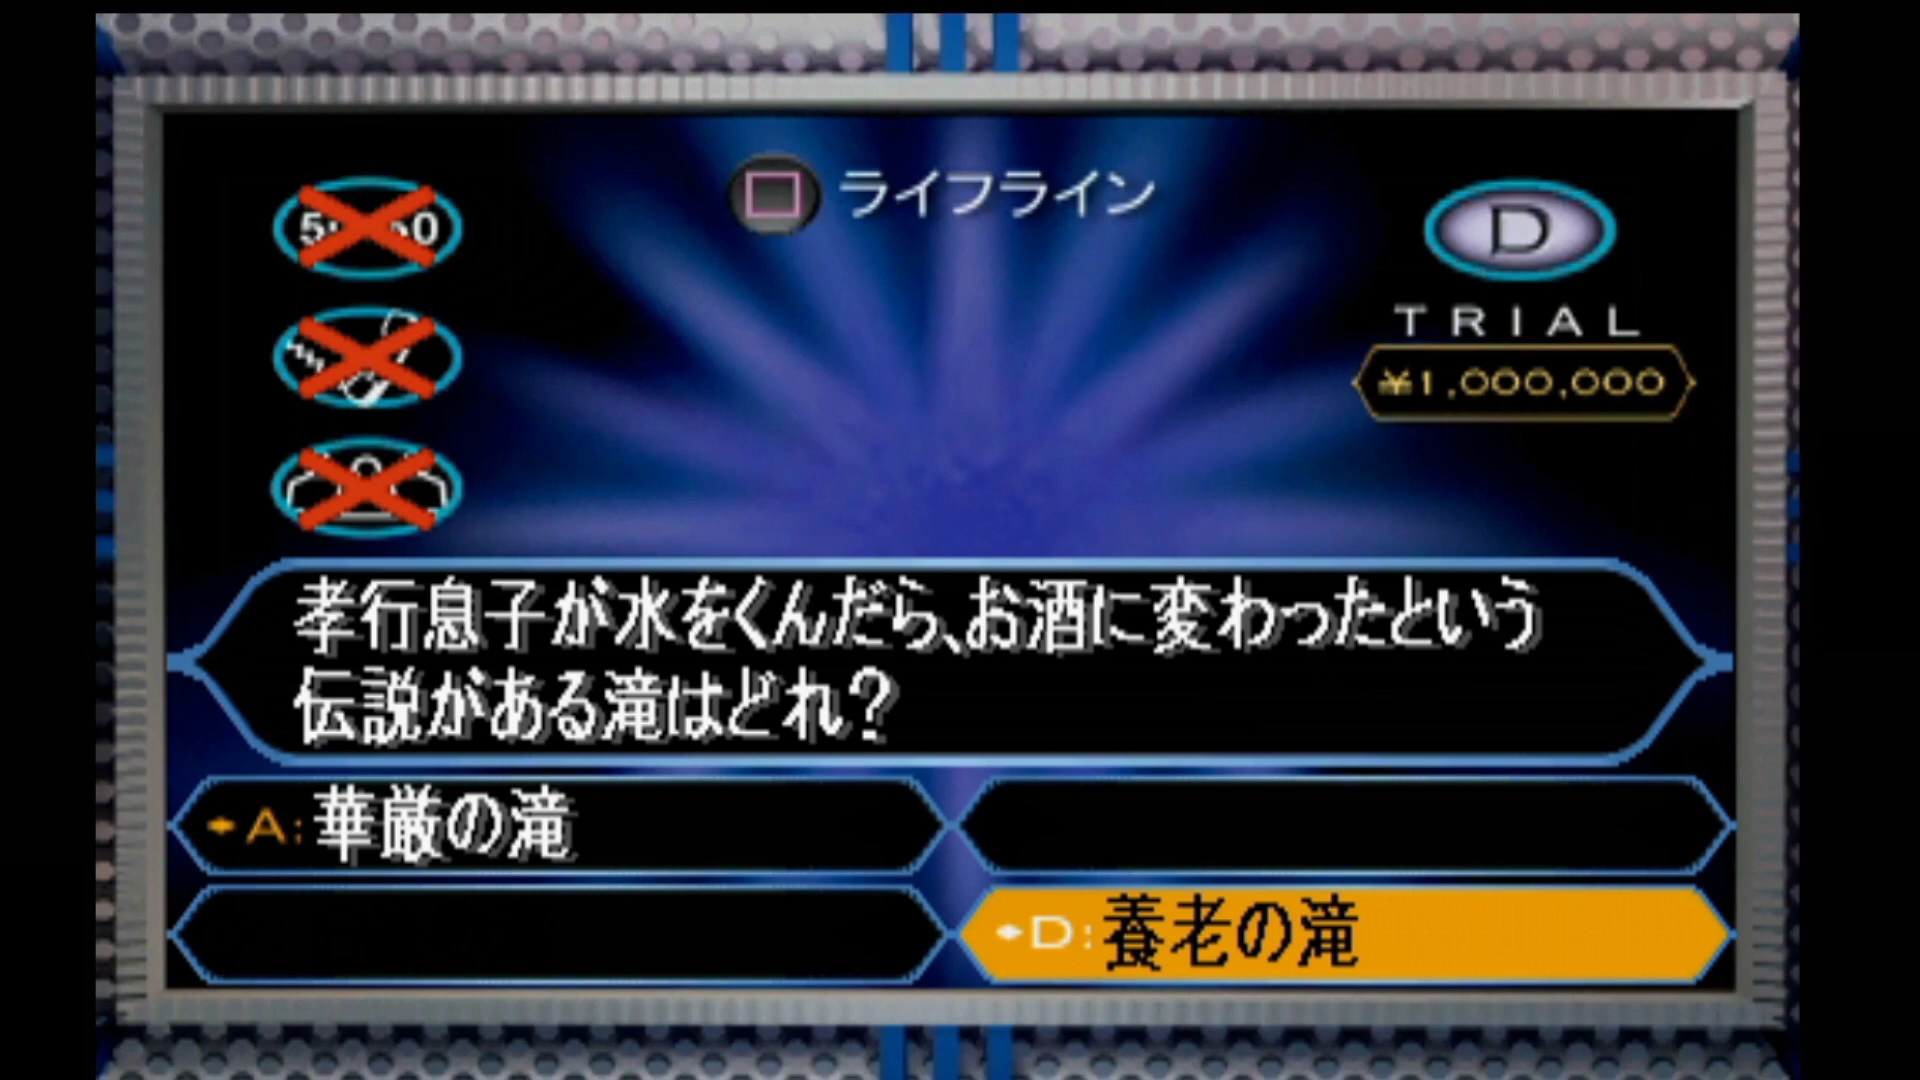 ライフライン
D
TRIAL
¥1,000,000
孝行息子が水をくんだら、お酒に変わったという
伝説がある滝はどれ?
A:華厳の滝
D:養老の滝